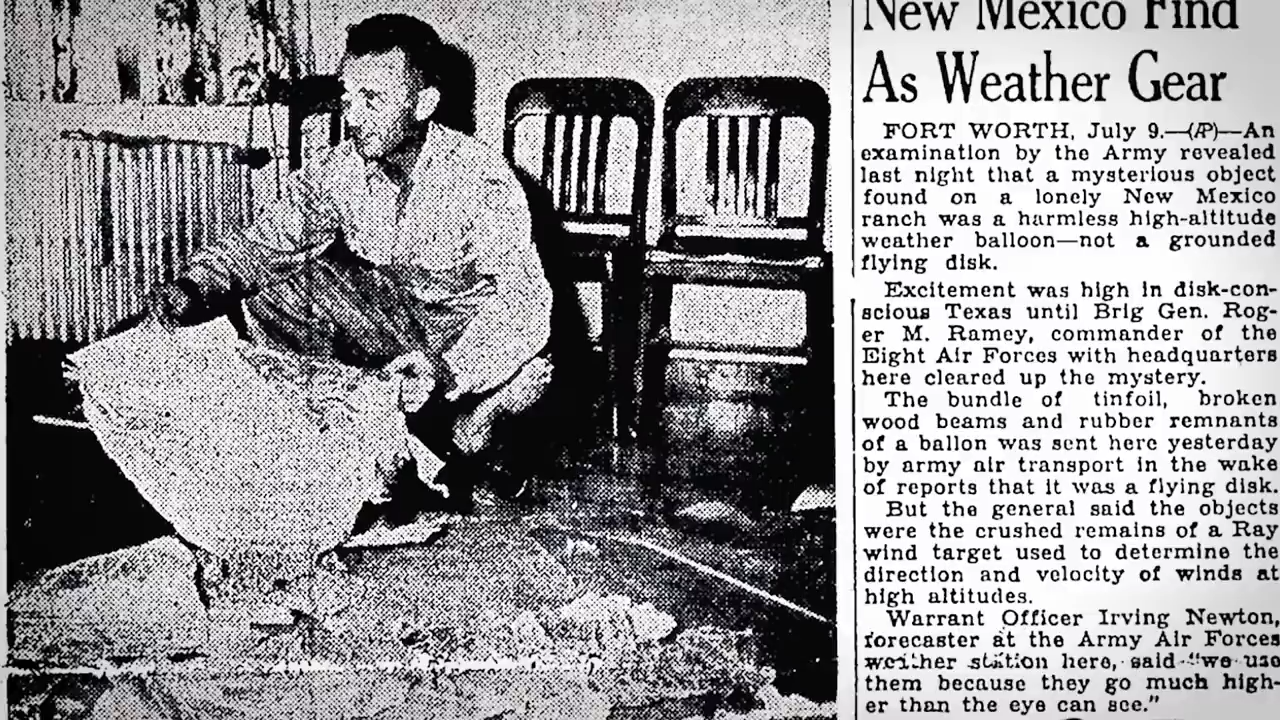 New Mexico Find
As Weather Gear
FORT WORTH, July 9.—(AP)—An
examination by the Army revealed
last night that a mysterious object
found on a lonely New Mexico
ranch was a harmless high-altitude
weather balloon—not a grounded
flying disk.
Excitement was high in disk-con-
scious Texas until Brig Gen. Rog-
er M. Ramey, commander of the
Eight Air Forces with headquarters
here cleared up the mystery.
The bundle of tinfoil, broken
wood beams and rubber remnants
of a ballon was sent here yesterday
by army air transport in the wake
of reports that it was a flying disk.
But the general said the objects
were the crushed remains of a Ray
wind target used to determine the
direction and velocity of winds at
high altitudes.
Warrant Officer Irving Newton,
forecaster at the Army Air Forces
weither station here, said "we use
them because they go much high-
er than the eye can see."